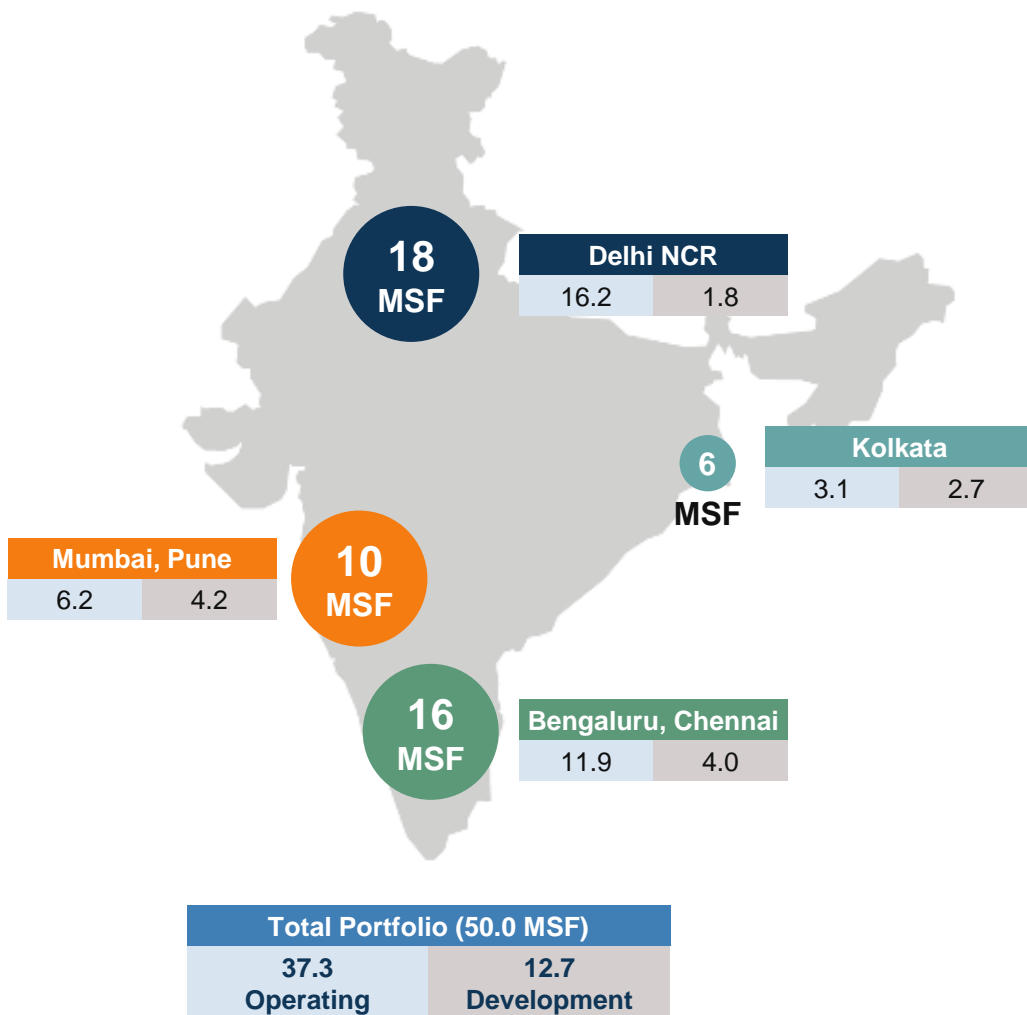 18
MSF
Delhi NCR
16.2 1.8
6
MSF
Kolkata
3.1 2.7
Mumbai, Pune
6.2 4.2
10
MSF
16
MSF
Bengaluru, Chennai
11.9 4.0
Total Portfolio (50.0 MSF)
37.3 12.7
Operating Development